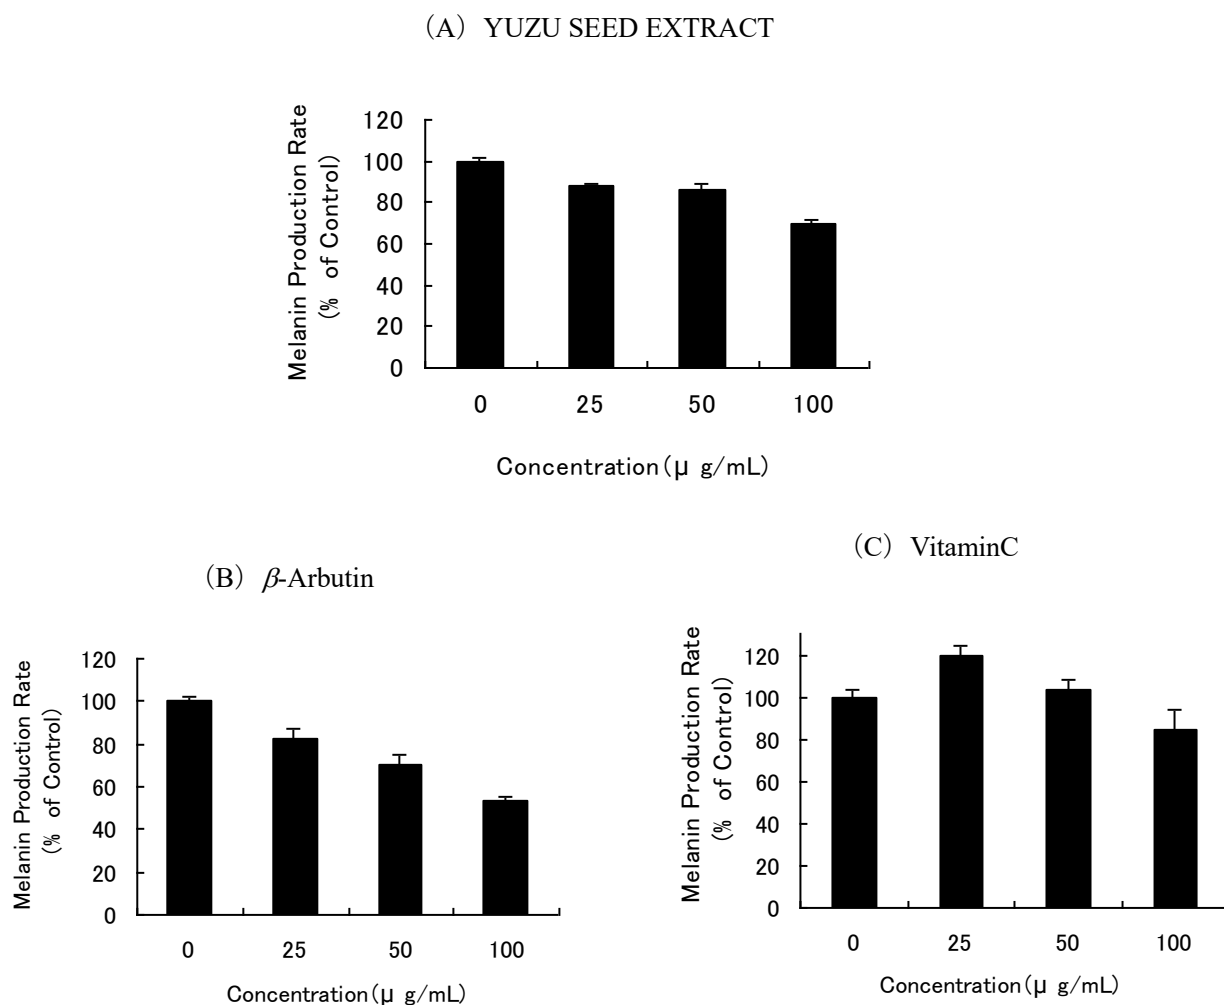 （A） YUZU SEED EXTRACT
Melanin Production Rate
(% of Control)
120
100
80
60
40
20
0
0 25 50 100
Concentration(μ g/mL)
（B） β-Arbutin
Melanin Production Rate
(% of Control)
120
100
80
60
40
20
0
0 25 50 100
Concentration(μ g/mL)
（C） VitaminC
Melanin Production Rate
(% of Control)
120
100
80
60
40
20
0
0 25 50 100
Concentration(μ g/mL)